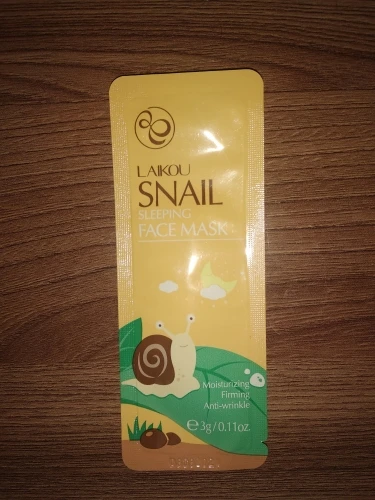 LAIKOU
SNAIL
SLEEPING
FACE MASK
Moisturizing
Firming
Anti-wrinkle
℮3g/0.11oz.